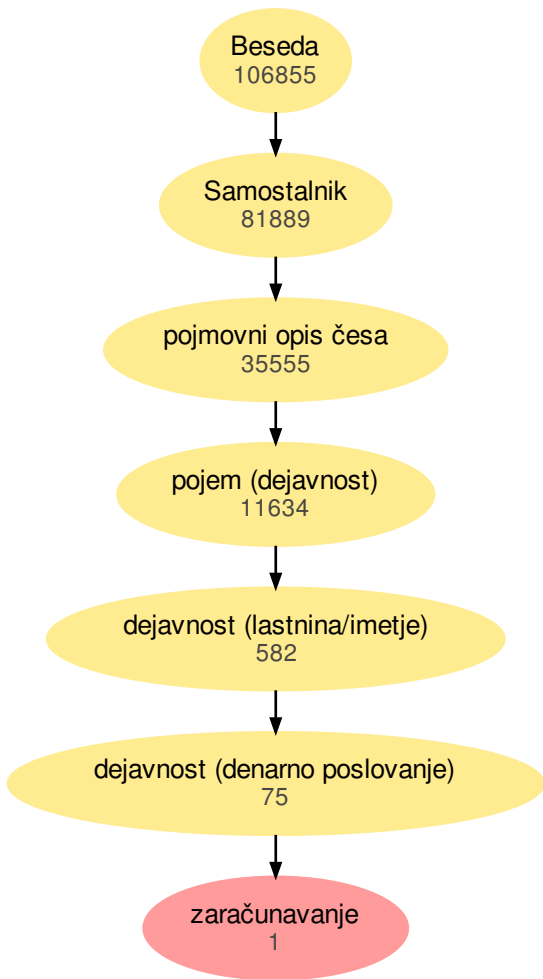 Beseda
106855
Samostalnik
81889
pojmovni opis česa
35555
pojem (dejavnost)
11634
dejavnost (lastnina/imetje)
582
dejavnost (denarno poslovanje)
75
zaračunavanje
1